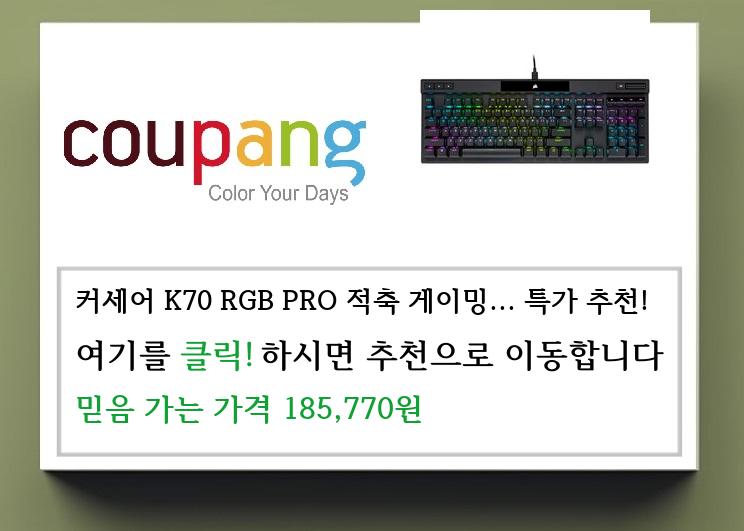 coupang
Color Your Days
커세어 K70 RGB PRO 적축 게이밍... 특가 추천!
여기를 클릭! 하시면 추천으로 이동합니다
믿음 가는 가격 185,770원